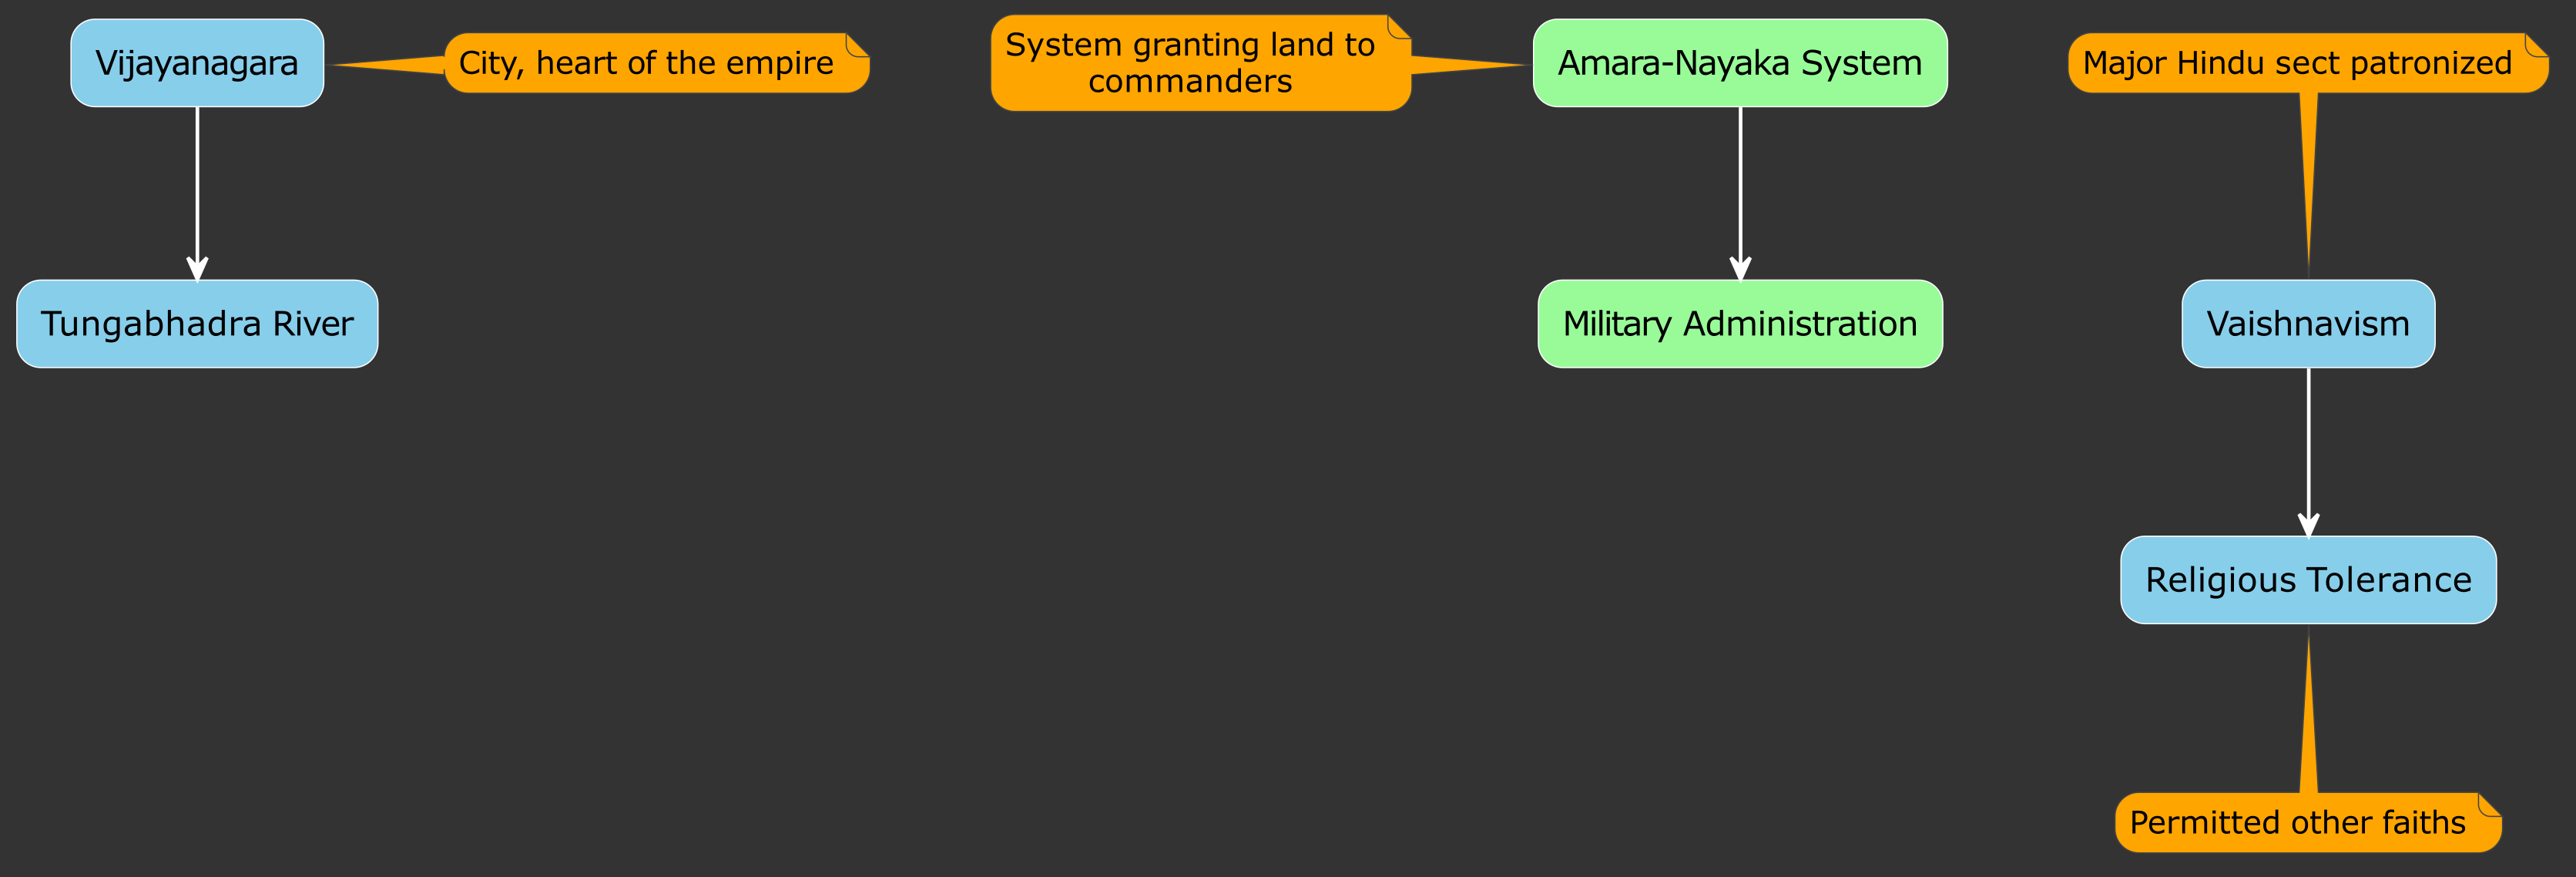 Vijayanagara
City, heart of the empire
Tungabhadra River
System granting land to
commanders
Amara-Nayaka System
Military Administration
Major Hindu sect patronized
Vaishnavism
Religious Tolerance
Permitted other faiths